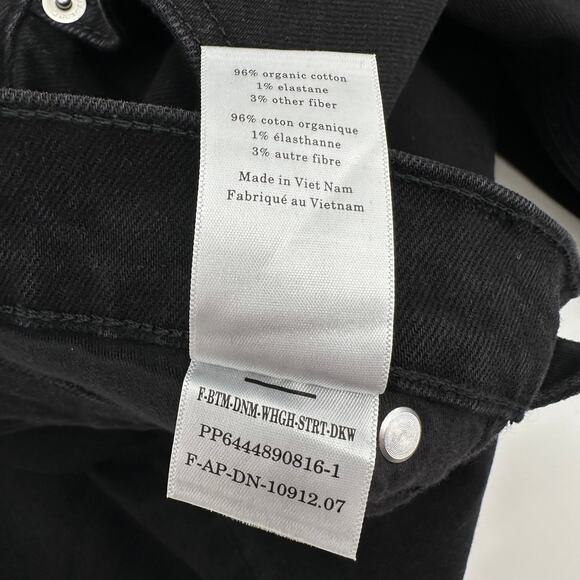 96% organic cotton
1% elastane
3% other fiber
96% coton organique
1% élasthanne
3% autre fibre
Made in Viet Nam
Fabriqué au Vietnam
F-BTM-DNM-WHGH-STRT-DKW
PP6444890816-1
F-AP-DN-10912.07